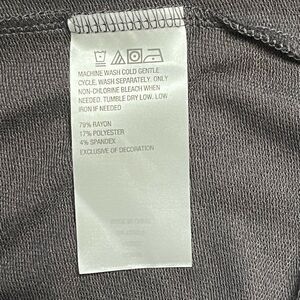 MACHINE WASH COLD GENTLE
CYCLE. WASH SEPARATELY. ONLY
NON-CHLORINE BLEACH WHEN
NEEDED. TUMBLE DRY LOW. LOW
IRON IF NEEDED
79% RAYON
17% POLYESTER
4% SPANDEX
EXCLUSIVE OF DECORATION